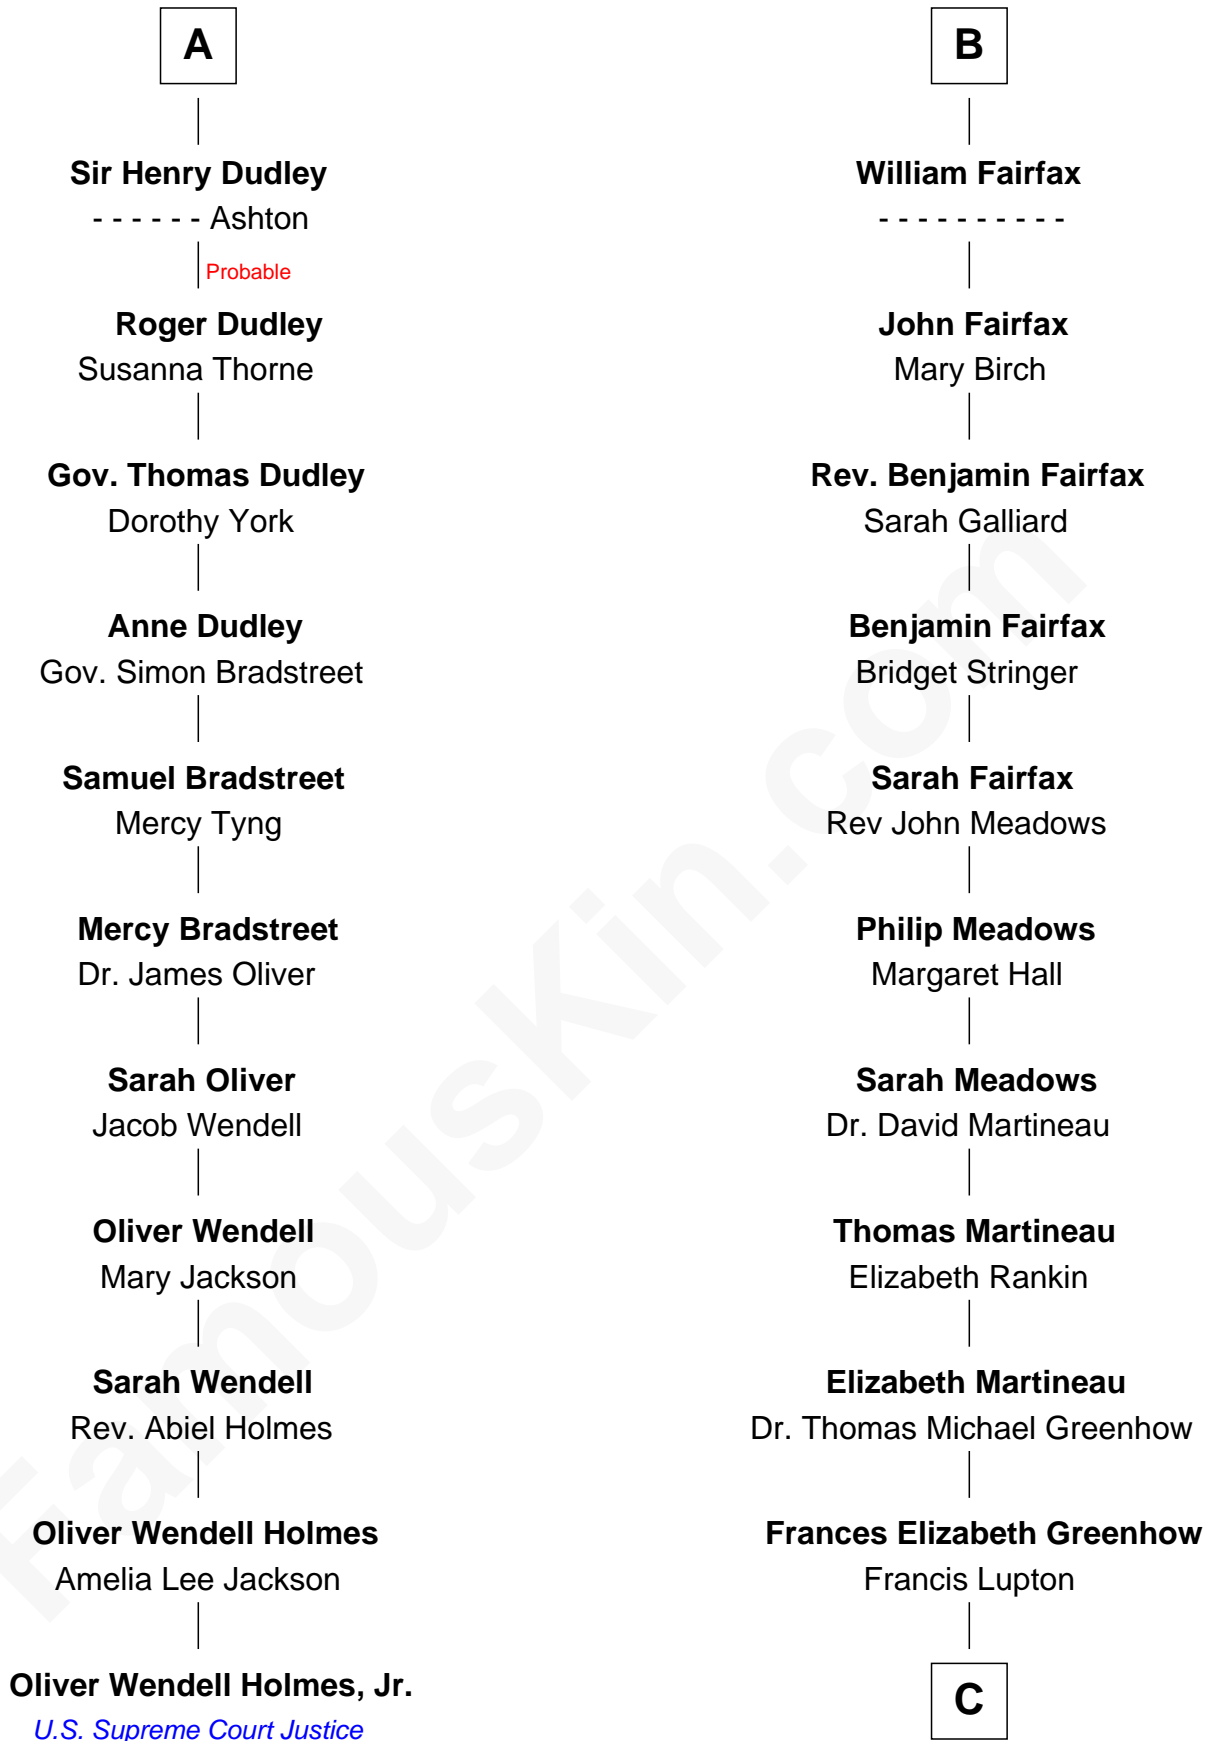 A
Sir Henry Dudley
- - - - - - Ashton
Probable
Roger Dudley
Susanna Thorne
Gov. Thomas Dudley
Dorothy York
Anne Dudley
Gov. Simon Bradstreet
Samuel Bradstreet
Mercy Tyng
Mercy Bradstreet
Dr. James Oliver
Sarah Oliver
Jacob Wendell
Oliver Wendell
Mary Jackson
Sarah Wendell
Rev. Abiel Holmes
Oliver Wendell Holmes
Amelia Lee Jackson
Oliver Wendell Holmes, Jr.
U.S. Supreme Court Justice
B
William Fairfax
- - - - - - - - - -
John Fairfax
Mary Birch
Rev. Benjamin Fairfax
Sarah Galliard
Benjamin Fairfax
Bridget Stringer
Sarah Fairfax
Rev John Meadows
Philip Meadows
Margaret Hall
Sarah Meadows
Dr. David Martineau
Thomas Martineau
Elizabeth Rankin
Elizabeth Martineau
Dr. Thomas Michael Greenhow
Frances Elizabeth Greenhow
Francis Lupton
C
FamousKin.com